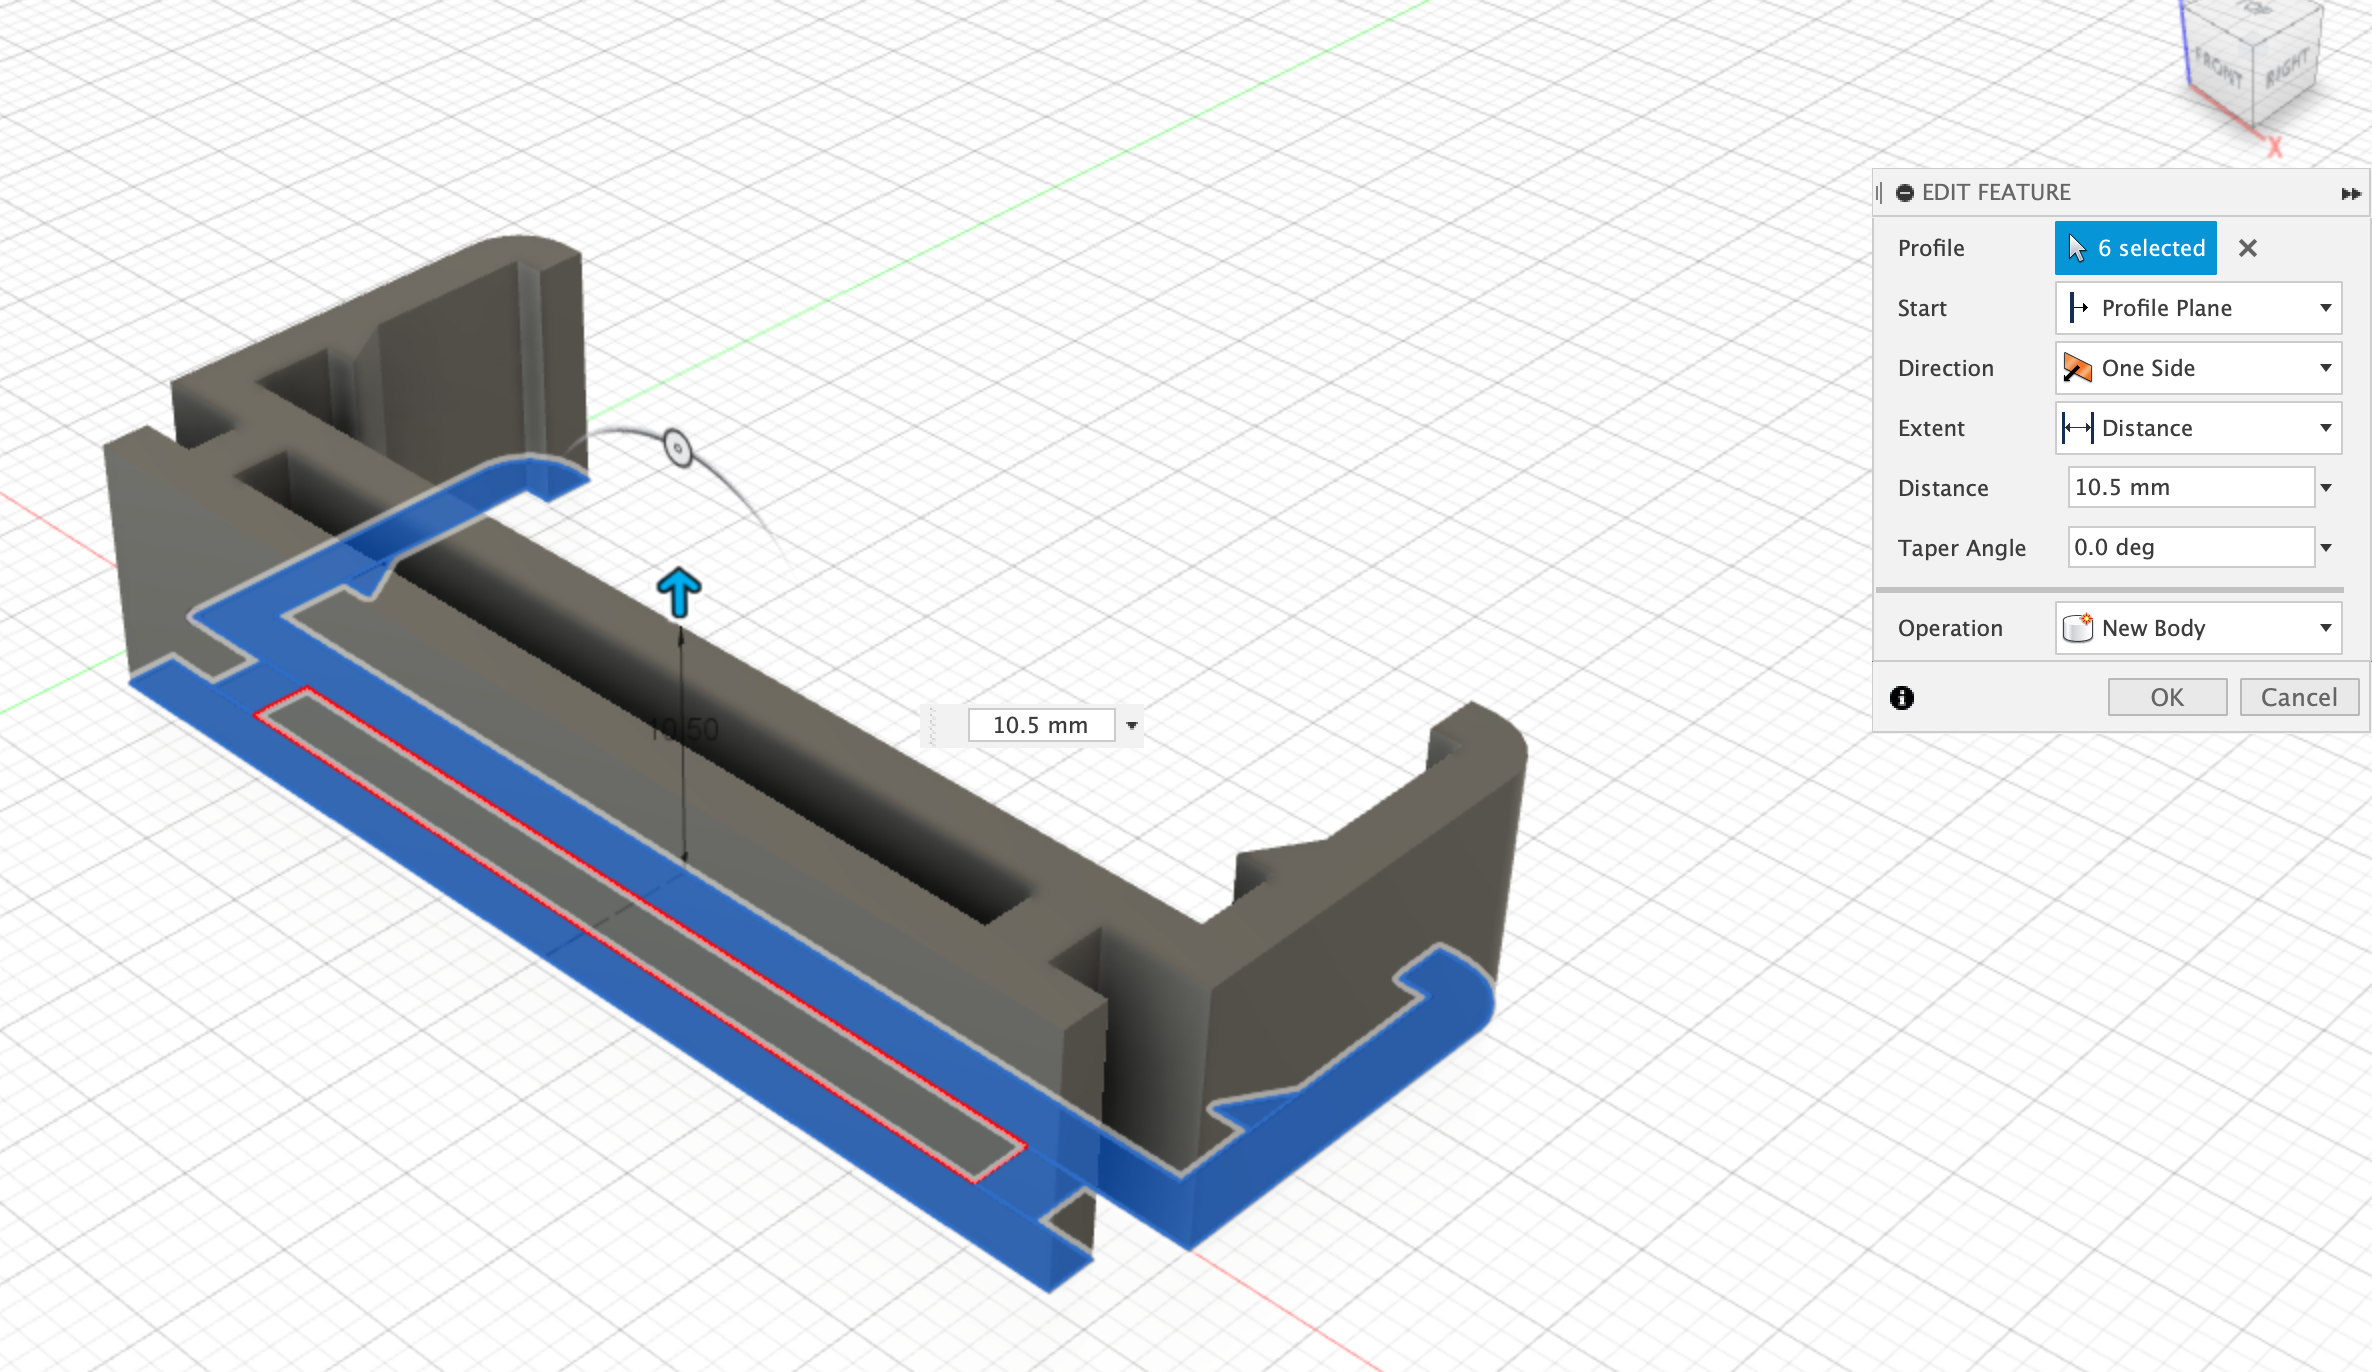 TOP
FRONT
RIGHT
X
EDIT FEATURE
Profile 6 selected
Start Profile Plane
Direction One Side
Extent Distance
Distance 10.5 mm
Taper Angle 0.0 deg
Operation New Body
OK Cancel
10.50
10.5 mm